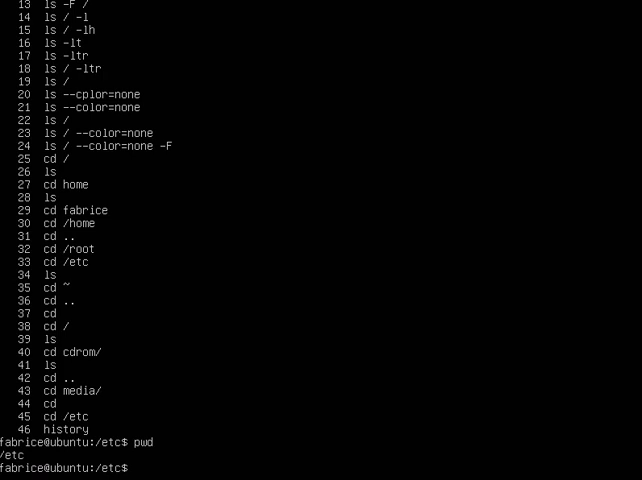 13 ls -F /
14 ls / -l
15 ls / -lh
16 ls -lt
17 ls -ltr
18 ls / -ltr
19 ls /
20 ls --cplor=none
21 ls --color=none
22 ls /
23 ls / --color=none
24 ls / --color=none -F
25 cd /
26 ls
27 cd home
28 ls
29 cd fabrice
30 cd /home
31 cd ..
32 cd /root
33 cd /etc
34 ls
35 cd ~
36 cd ..
37 cd
38 cd /
39 ls
40 cd cdrom/
41 ls
42 cd ..
43 cd media/
44 cd
45 cd /etc
46 history
fabrice@ubuntu:/etc$ pwd
/etc
fabrice@ubuntu:/etc$